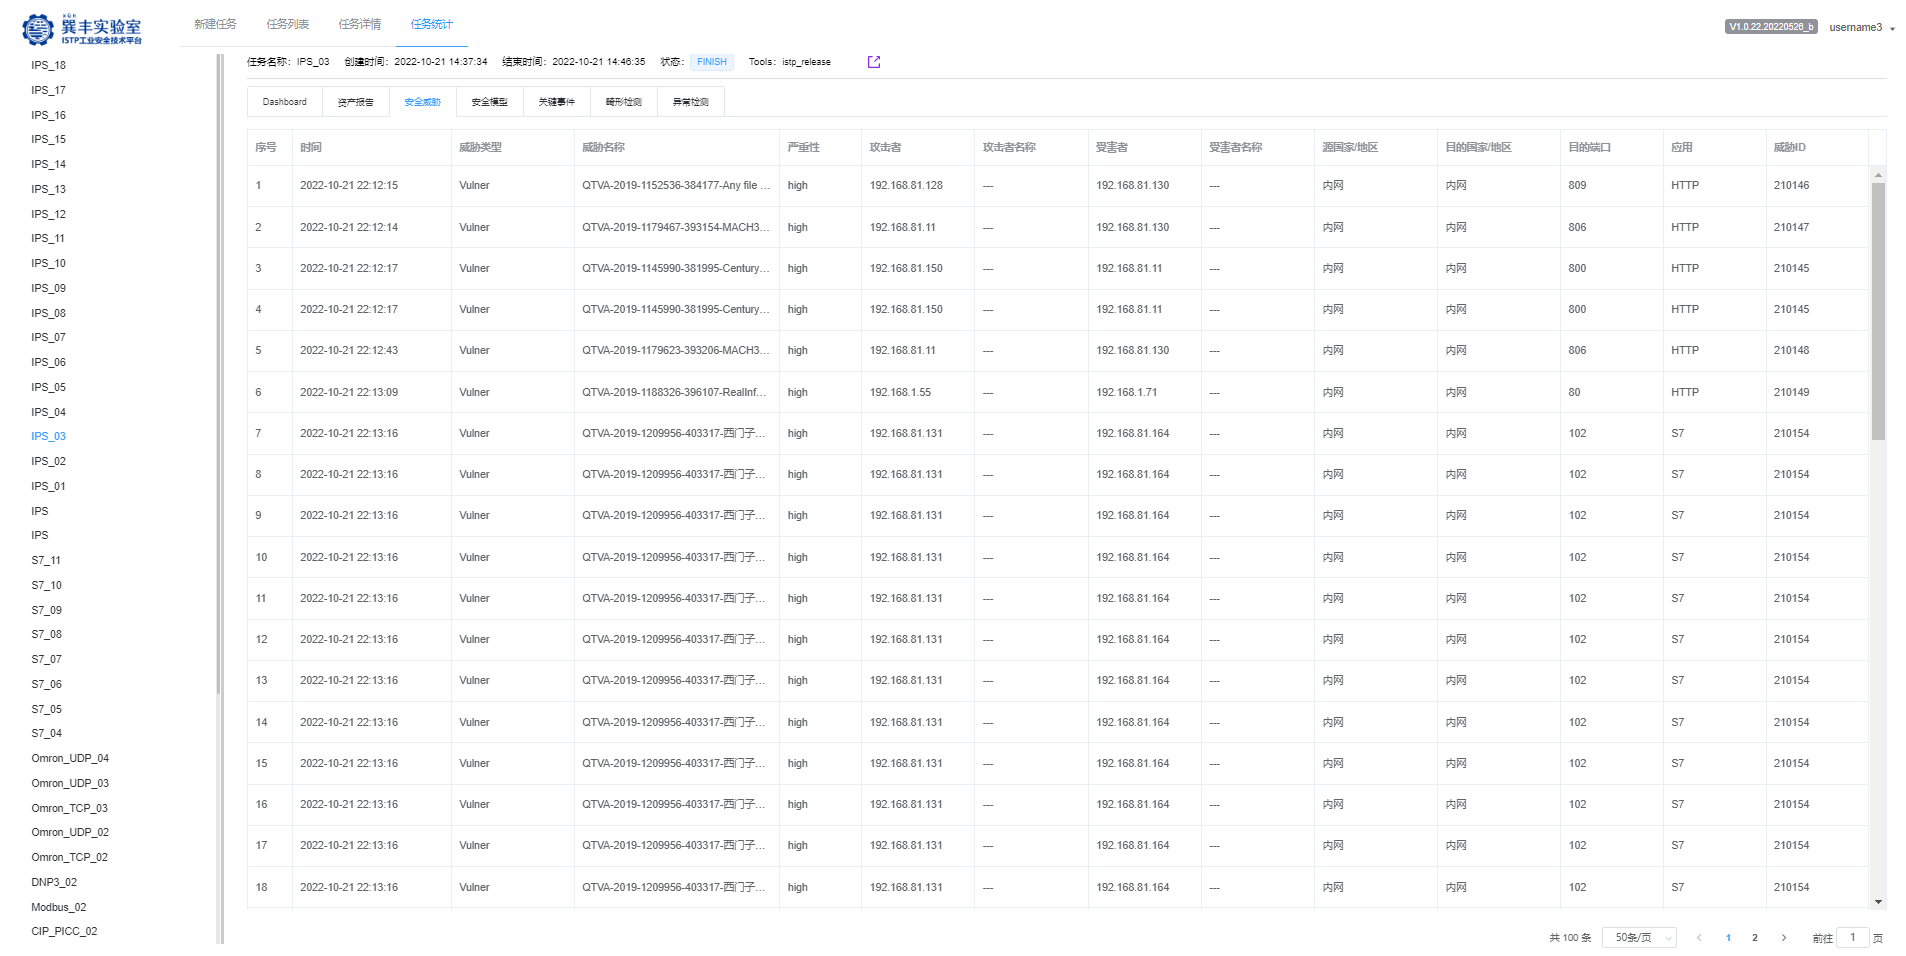 XÙN
巽丰实验室
ISTP工业安全技术平台
新建任务 任务列表 任务详情 任务统计
V1.0.22.20220526_b username3
任务名称：IPS_03 创建时间：2022-10-21 14:37:34 结束时间：2022-10-21 14:46:35 状态：FINISH Tools：istp_release
Dashboard 资产报告 安全威胁 安全模型 关键事件 畸形检测 异常检测
IPS_18
IPS_17
IPS_16
IPS_15
IPS_14
IPS_13
IPS_12
IPS_11
IPS_10
IPS_09
IPS_08
IPS_07
IPS_06
IPS_05
IPS_04
IPS_03
IPS_02
IPS_01
IPS
IPS
S7_11
S7_10
S7_09
S7_08
S7_07
S7_06
S7_05
S7_04
Omron_UDP_04
Omron_UDP_03
Omron_TCP_03
Omron_UDP_02
Omron_TCP_02
DNP3_02
Modbus_02
CIP_PICC_02
序号 时间 威胁类型 威胁名称 严重性 攻击者 攻击者名称 受害者 受害者名称 源国家/地区 目的国家/地区 目的端口 应用 威胁ID
1 2022-10-21 22:12:15 Vulner QTVA-2019-1152536-384177-Any file ... high 192.168.81.128 --- 192.168.81.130 --- 内网 内网 809 HTTP 210146
2 2022-10-21 22:12:14 Vulner QTVA-2019-1179467-393154-MACH3... high 192.168.81.11 --- 192.168.81.130 --- 内网 内网 806 HTTP 210147
3 2022-10-21 22:12:17 Vulner QTVA-2019-1145990-381995-Century... high 192.168.81.150 --- 192.168.81.11 --- 内网 内网 800 HTTP 210145
4 2022-10-21 22:12:17 Vulner QTVA-2019-1145990-381995-Century... high 192.168.81.150 --- 192.168.81.11 --- 内网 内网 800 HTTP 210145
5 2022-10-21 22:12:43 Vulner QTVA-2019-1179623-393206-MACH3... high 192.168.81.11 --- 192.168.81.130 --- 内网 内网 806 HTTP 210148
6 2022-10-21 22:13:09 Vulner QTVA-2019-1188326-396107-RealInf... high 192.168.1.55 --- 192.168.1.71 --- 内网 内网 80 HTTP 210149
7 2022-10-21 22:13:16 Vulner QTVA-2019-1209956-403317-西门子... high 192.168.81.131 --- 192.168.81.164 --- 内网 内网 102 S7 210154
8 2022-10-21 22:13:16 Vulner QTVA-2019-1209956-403317-西门子... high 192.168.81.131 --- 192.168.81.164 --- 内网 内网 102 S7 210154
9 2022-10-21 22:13:16 Vulner QTVA-2019-1209956-403317-西门子... high 192.168.81.131 --- 192.168.81.164 --- 内网 内网 102 S7 210154
10 2022-10-21 22:13:16 Vulner QTVA-2019-1209956-403317-西门子... high 192.168.81.131 --- 192.168.81.164 --- 内网 内网 102 S7 210154
11 2022-10-21 22:13:16 Vulner QTVA-2019-1209956-403317-西门子... high 192.168.81.131 --- 192.168.81.164 --- 内网 内网 102 S7 210154
12 2022-10-21 22:13:16 Vulner QTVA-2019-1209956-403317-西门子... high 192.168.81.131 --- 192.168.81.164 --- 内网 内网 102 S7 210154
13 2022-10-21 22:13:16 Vulner QTVA-2019-1209956-403317-西门子... high 192.168.81.131 --- 192.168.81.164 --- 内网 内网 102 S7 210154
14 2022-10-21 22:13:16 Vulner QTVA-2019-1209956-403317-西门子... high 192.168.81.131 --- 192.168.81.164 --- 内网 内网 102 S7 210154
15 2022-10-21 22:13:16 Vulner QTVA-2019-1209956-403317-西门子... high 192.168.81.131 --- 192.168.81.164 --- 内网 内网 102 S7 210154
16 2022-10-21 22:13:16 Vulner QTVA-2019-1209956-403317-西门子... high 192.168.81.131 --- 192.168.81.164 --- 内网 内网 102 S7 210154
17 2022-10-21 22:13:16 Vulner QTVA-2019-1209956-403317-西门子... high 192.168.81.131 --- 192.168.81.164 --- 内网 内网 102 S7 210154
18 2022-10-21 22:13:16 Vulner QTVA-2019-1209956-403317-西门子... high 192.168.81.131 --- 192.168.81.164 --- 内网 内网 102 S7 210154
共 100 条 50条/页 1 2 前往 1 页